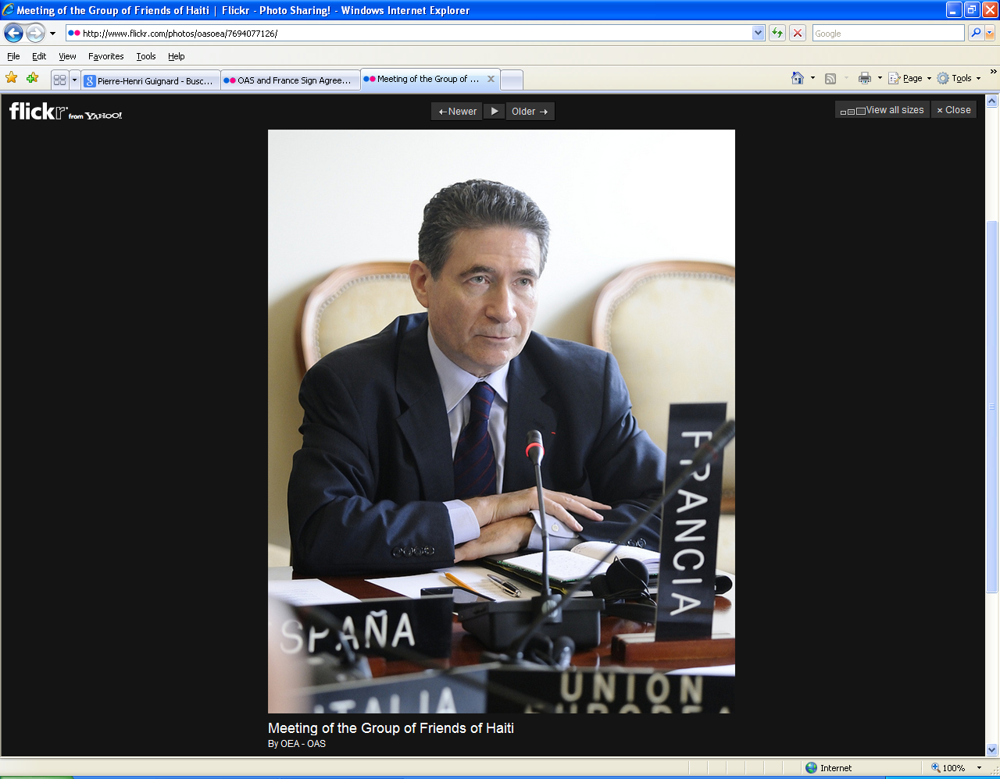 Meeting of the Group of Friends of Haiti | Flickr - Photo Sharing! - Windows Internet Explorer
http://www.flickr.com/photos/oasoea/7694077126/
Google
File Edit View Favorites Tools Help
Pierre-Henri Guignard - Busc... OAS and France Sign Agree... Meeting of the Group of ... Page Tools
flickr from YAHOO! Newer Older View all sizes × Close
FRANCIA
SPAÑA
ITALIA
UNION
EUROPEA
Meeting of the Group of Friends of Haiti
By OEA - OAS
Internet 100%